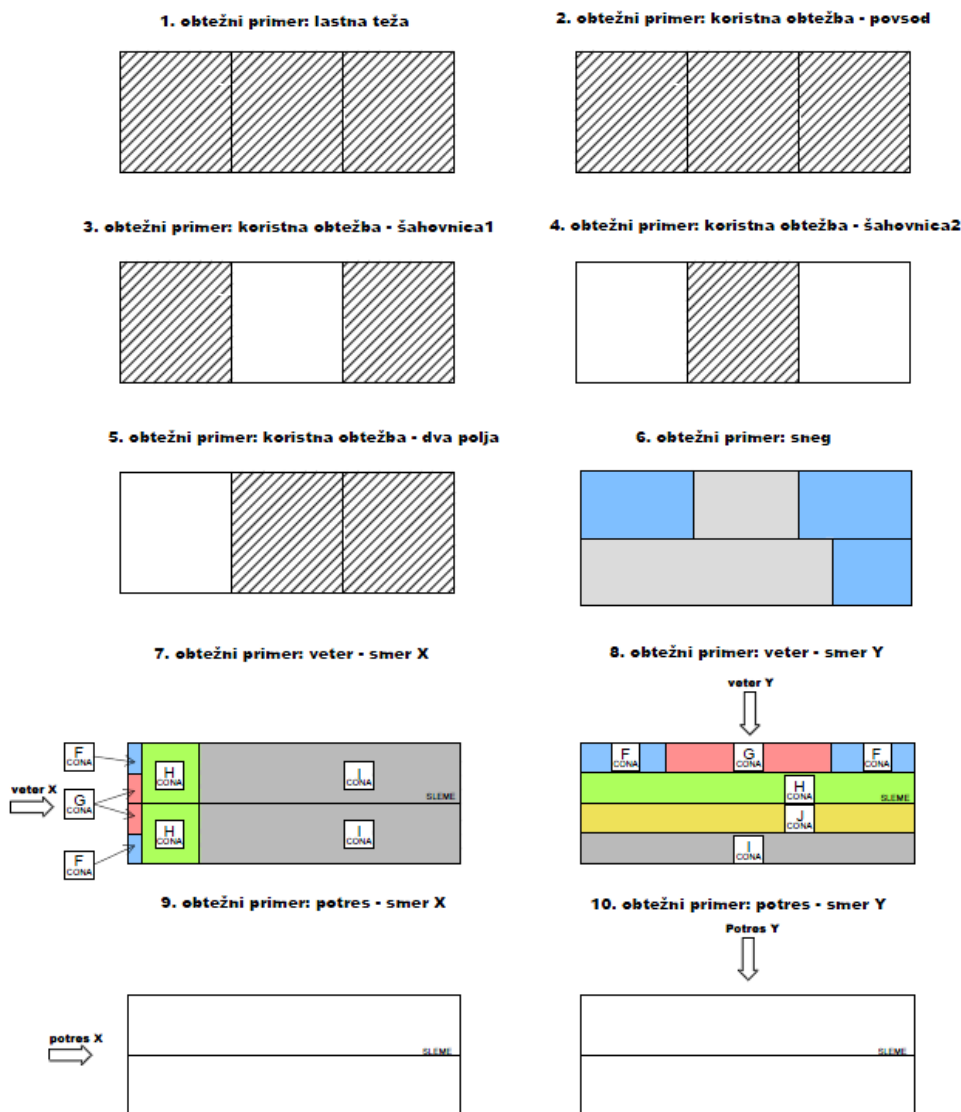 1. obtežni primer: lastna teža
2. obtežni primer: koristna obtežba - povsod
3. obtežni primer: koristna obtežba - šahovnica1
4. obtežni primer: koristna obtežba - šahovnica2
5. obtežni primer: koristna obtežba - dva polja
6. obtežni primer: sneg
7. obtežni primer: veter - smer X
8. obtežni primer: veter - smer Y
veter Y
F
CONA
H
CONA
I
CONA
veter X
G
CONA
SLEME
H
CONA
I
CONA
F
CONA
F
CONA
G
CONA
F
CONA
H
CONA
SLEME
J
CONA
I
CONA
9. obtežni primer: potres - smer X
10. obtežni primer: potres - smer Y
Potres Y
potres X
SLEME
SLEME